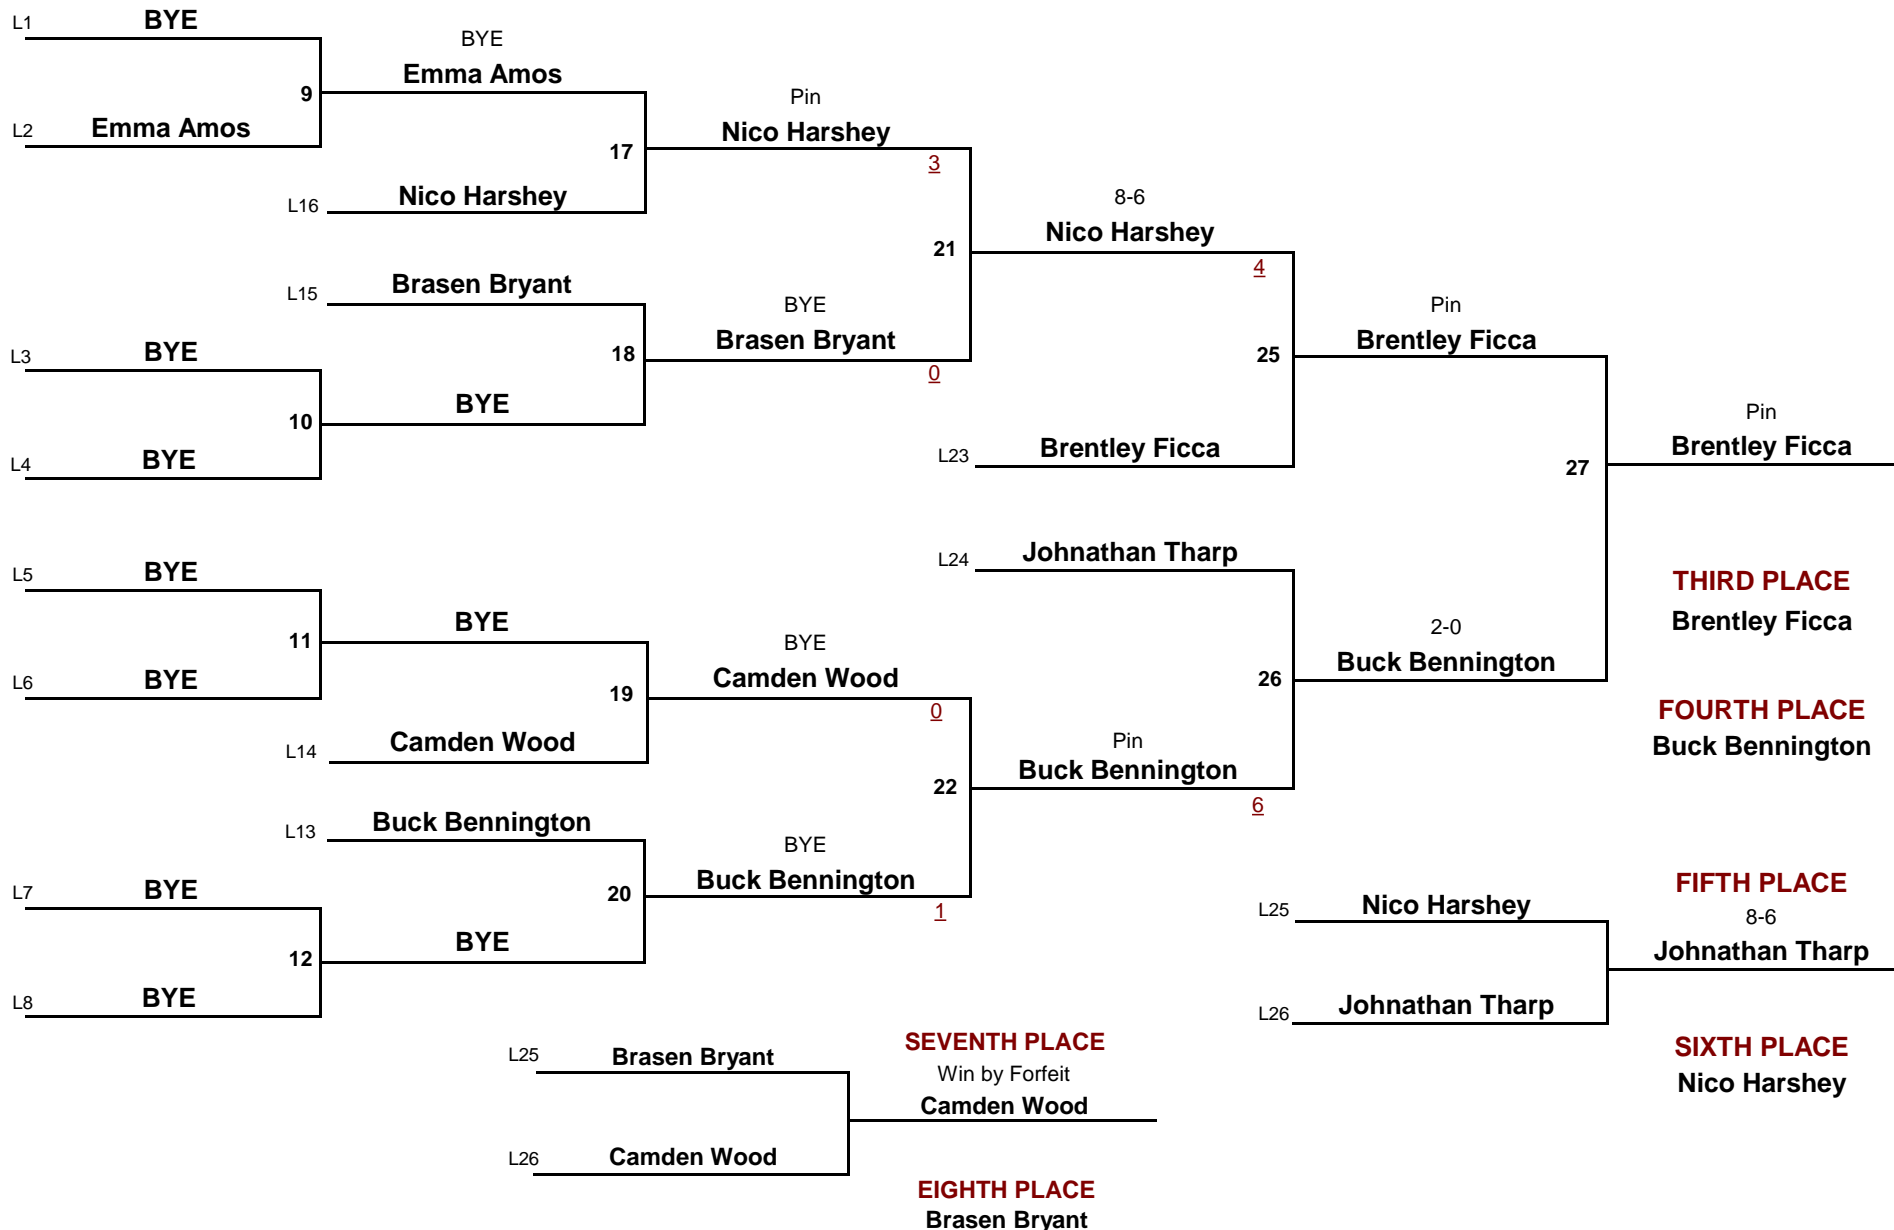 L1 BYE
BYE
Emma Amos
9
L2 Emma Amos
Pin
Nico Harshey
17
3
L16 Nico Harshey
8-6
Nico Harshey
21
4
L15 Brasen Bryant
BYE
Brasen Bryant
0
L3 BYE
18
BYE
10
L4 BYE
Pin
Brentley Ficca
25
L23 Brentley Ficca
Pin
Brentley Ficca
27
L24 Johnathan Tharp
L5 BYE
11
BYE
L6 BYE
19
BYE
Camden Wood
0
L14 Camden Wood
2-0
Buck Bennington
26
THIRD PLACE
Brentley Ficca
FOURTH PLACE
Buck Bennington
Pin
Buck Bennington
22
6
L13 Buck Bennington
BYE
Buck Bennington
1
L7 BYE
20
BYE
12
L8 BYE
FIFTH PLACE
L25 Nico Harshey
8-6
Johnathan Tharp
L26 Johnathan Tharp
SIXTH PLACE
Nico Harshey
L25 Brasen Bryant
SEVENTH PLACE
Win by Forfeit
Camden Wood
L26 Camden Wood
EIGHTH PLACE
Brasen Bryant